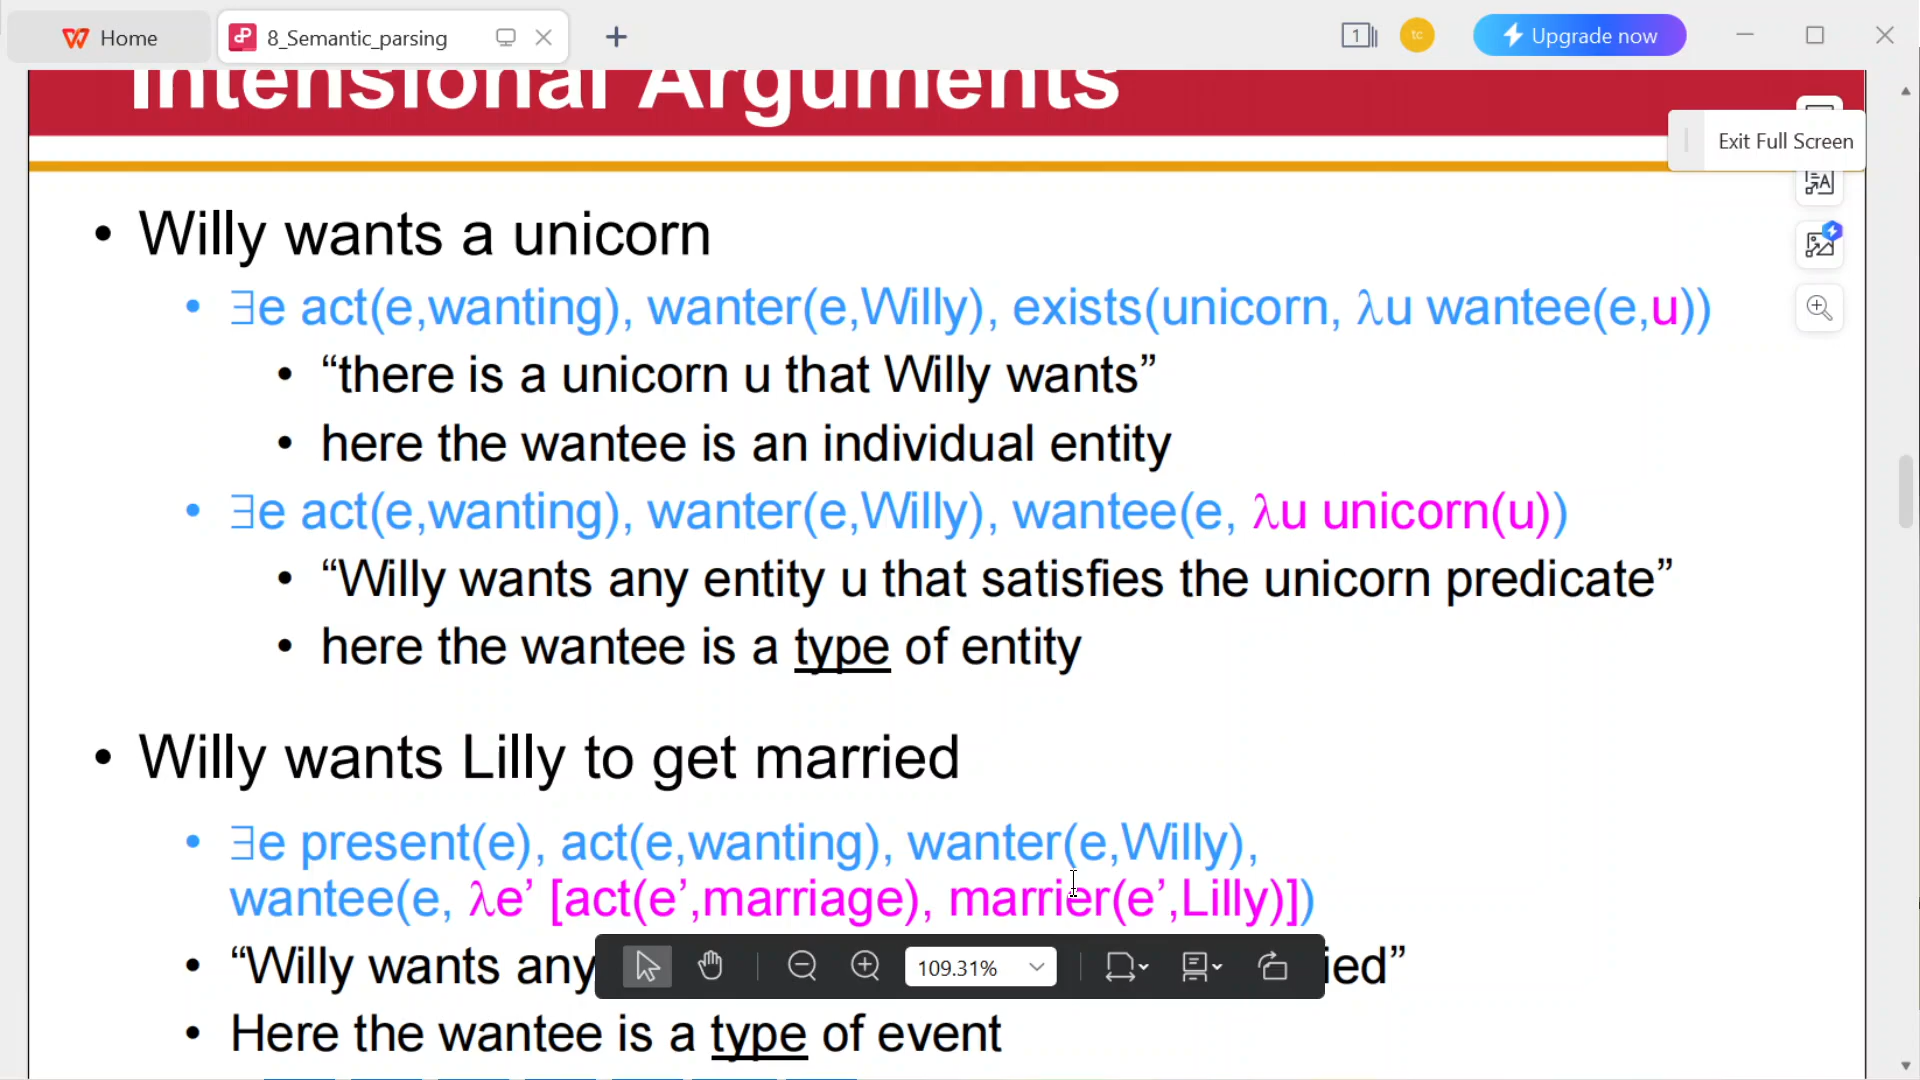 Home
8_Semantic_parsing
1
tc
Upgrade now
Intensional Arguments
Exit Full Screen
• Willy wants a unicorn
• ∃e act(e,wanting), wanter(e,Willy), exists(unicorn, λu wantee(e,u))
• “there is a unicorn u that Willy wants”
• here the wantee is an individual entity
• ∃e act(e,wanting), wanter(e,Willy), wantee(e, λu unicorn(u))
• “Willy wants any entity u that satisfies the unicorn predicate”
• here the wantee is a type of entity
• Willy wants Lilly to get married
• ∃e present(e), act(e,wanting), wanter(e,Willy),
wantee(e, λe’ [act(e’,marriage), marrier(e’,Lilly)])
• “Willy wants any ied”
109.31%
• Here the wantee is a type of event